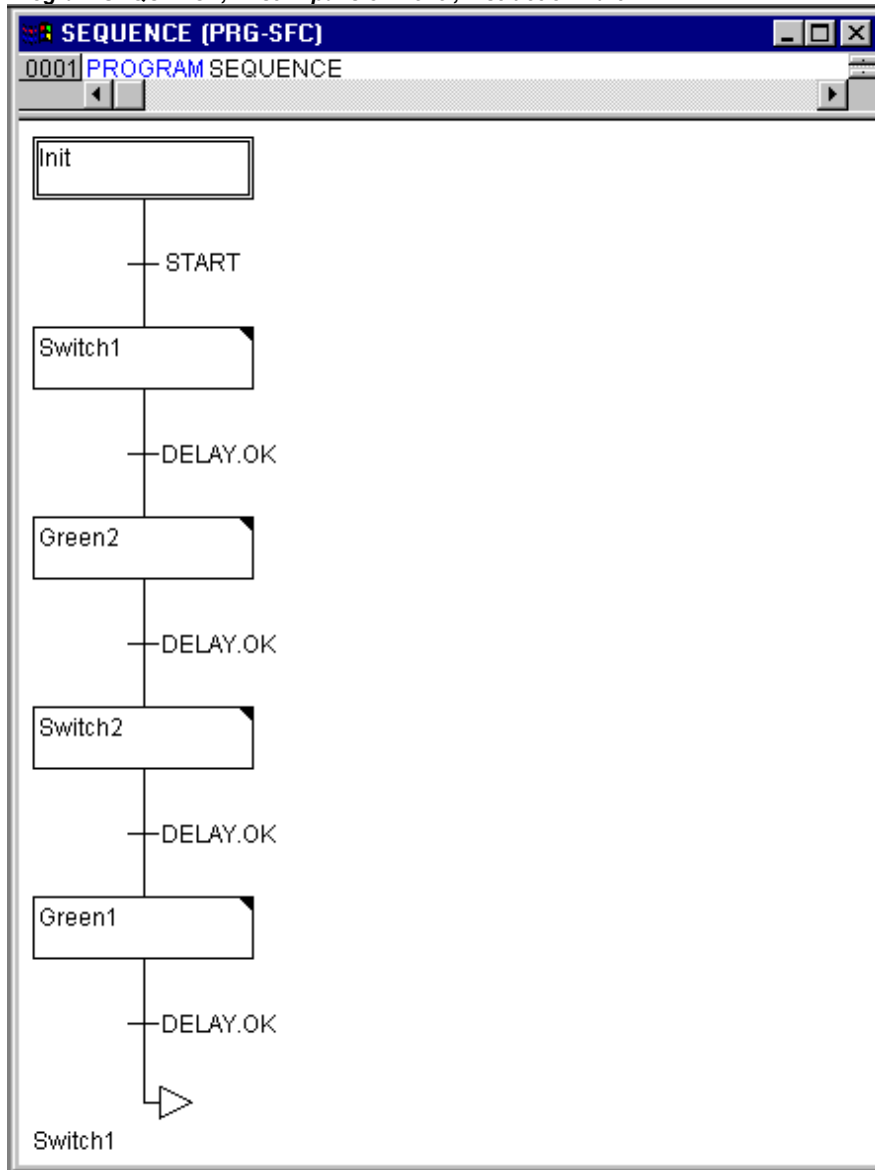 SEQUENCE (PRG-SFC)
0001 PROGRAM SEQUENCE
Init
START
Switch1
DELAY.OK
Green2
DELAY.OK
Switch2
DELAY.OK
Green1
DELAY.OK
Switch1